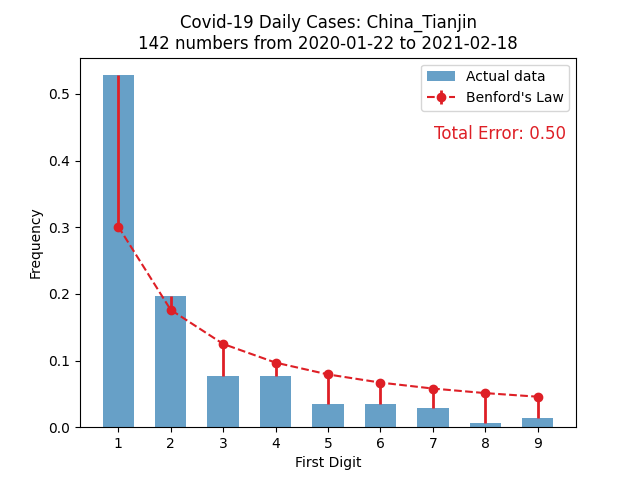 Covid-19 Daily Cases: China_Tianjin
142 numbers from 2020-01-22 to 2021-02-18
Actual data
Benford's Law
Total Error: 0.50
Frequency
0.5
0.4
0.3
0.2
0.1
0.0
1 2 3 4 5 6 7 8 9
First Digit